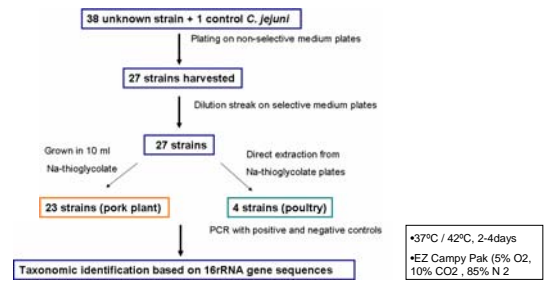 38 unknown strain + 1 control C. jejuni
Plating on non-selective medium plates
27 strains harvested
Dilution streak on selective medium plates
27 strains
Grown in 10 ml
Na-thioglycolate
Direct extraction from
Na-thioglycolate plates
23 strains (pork plant)
4 strains (poultry)
PCR with positive and negative controls
Taxonomic identification based on 16rRNA gene sequences
•37ºC / 42ºC, 2-4days
•EZ Campy Pak (5% O2,
10% CO2 , 85% N 2